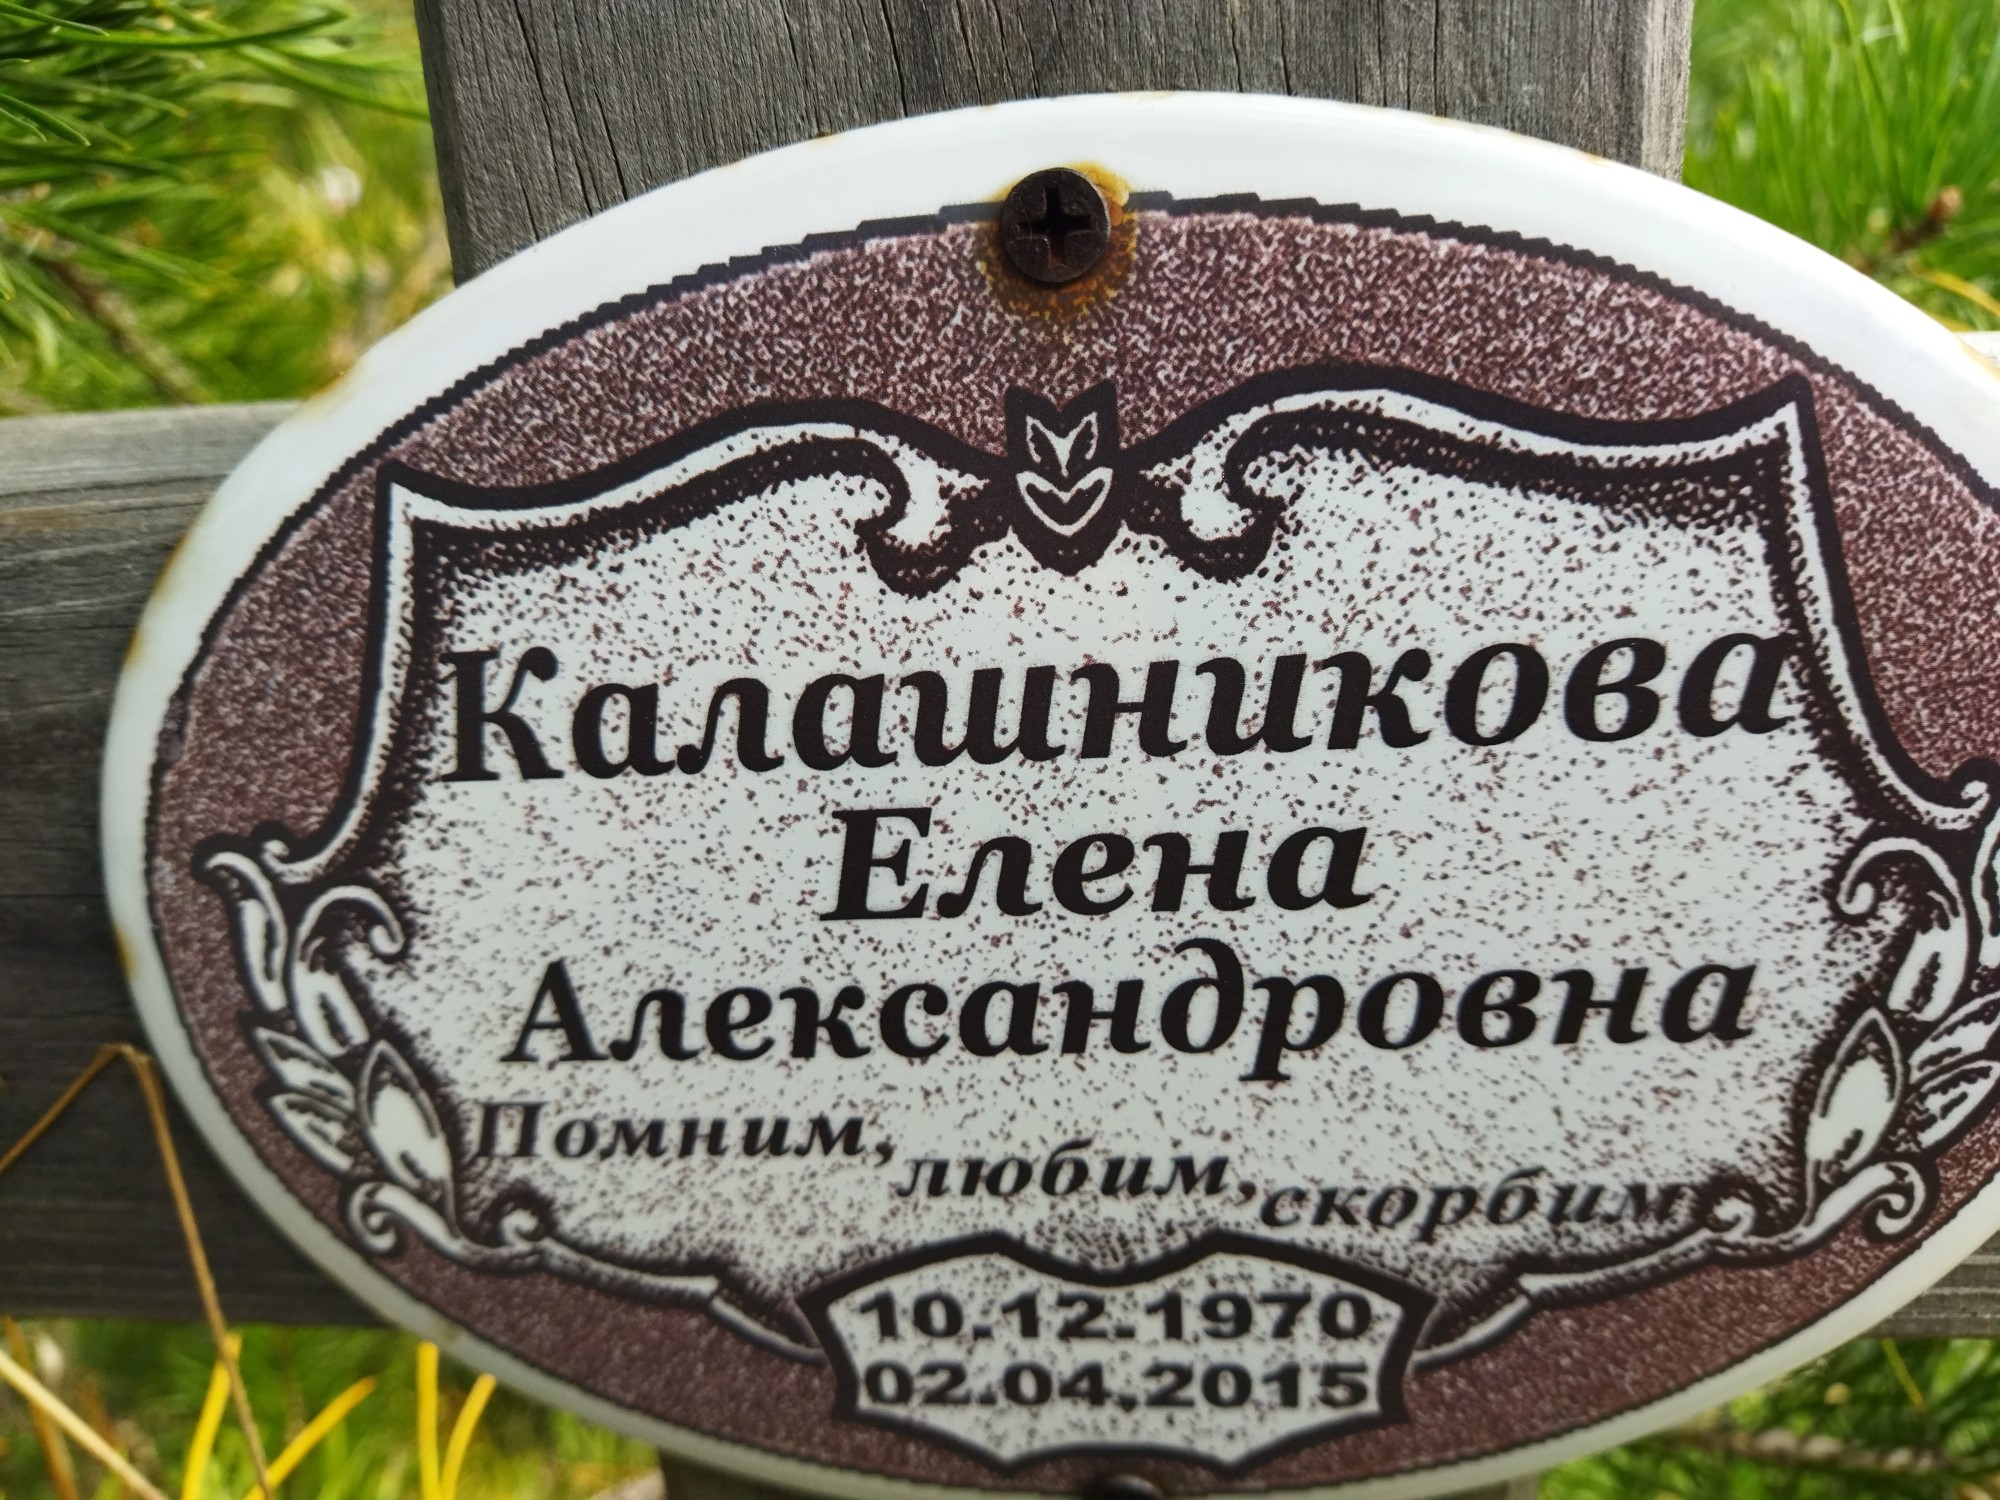 Калашникова
Елена
Александровна
Помним, любим, скорбим
10.12.1970
02.04.2015